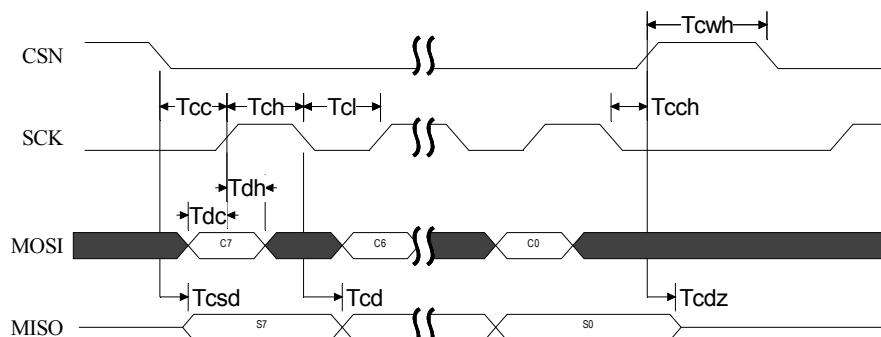 Tcwh
CSN
Tcc Tch Tcl Tcch
SCK
Tdh
Tdc
MOSI C7 C6 C0
Tcsd Tcd Tcdz
MISO S7 S0